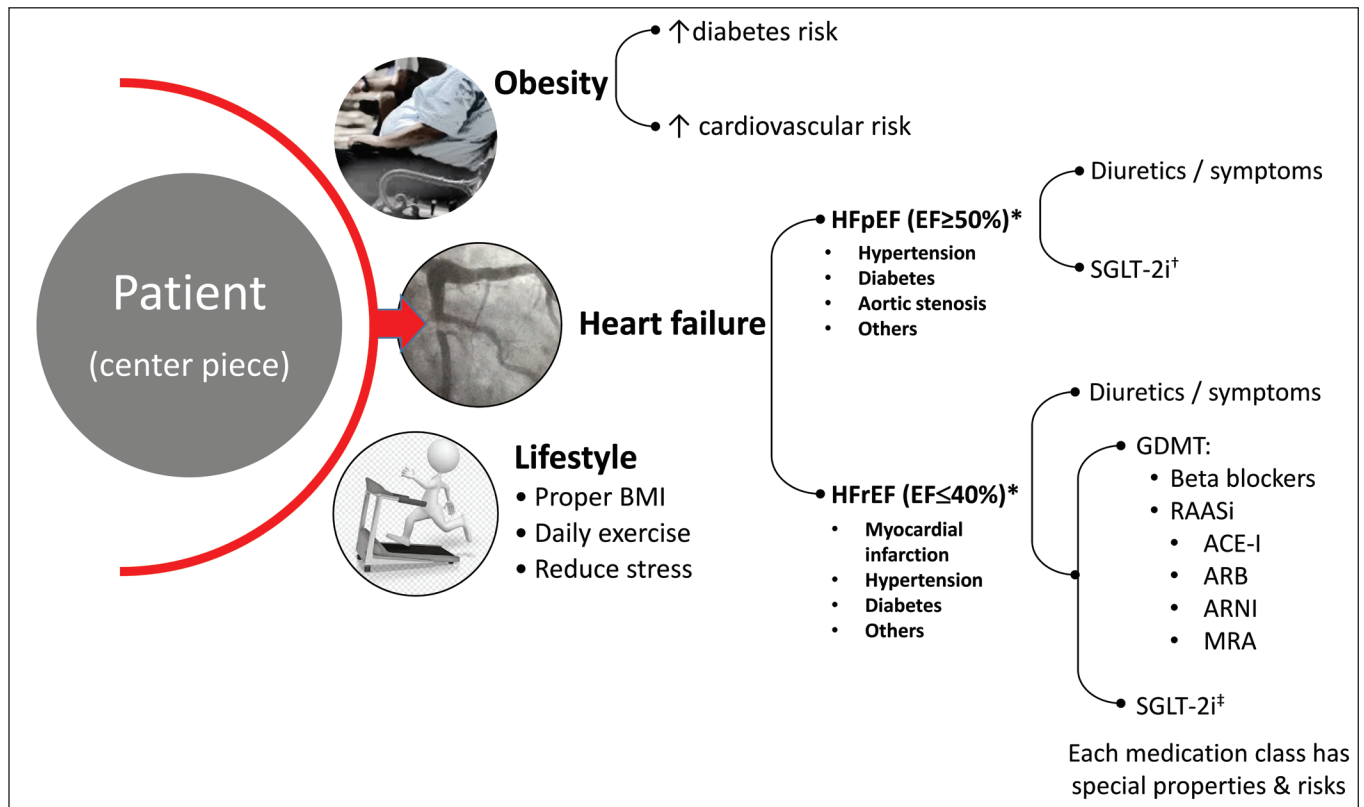 Patient
(center piece)
Obesity
↑diabetes risk
↑ cardiovascular risk
Heart failure
HFpEF (EF≥50%)*
• Hypertension
• Diabetes
• Aortic stenosis
• Others
Diuretics / symptoms
SGLT-2i†
HFrEF (EF≤40%)*
• Myocardial
infarction
• Hypertension
• Diabetes
• Others
Diuretics / symptoms
GDMT:
• Beta blockers
• RAASi
• ACE-I
• ARB
• ARNI
• MRA
SGLT-2i‡
Each medication class has
special properties & risks
Lifestyle
• Proper BMI
• Daily exercise
• Reduce stress